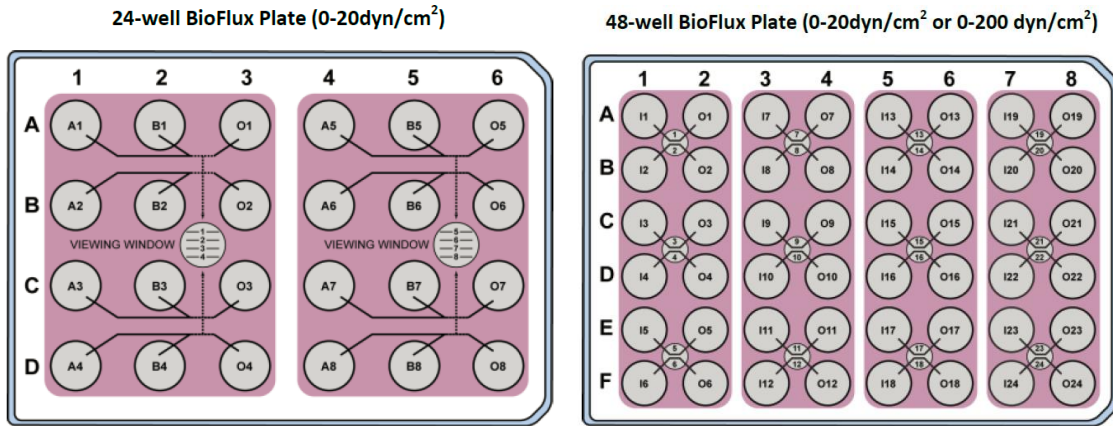 24-well BioFlux Plate (0-20dyn/cm²)
1 2 3 4 5 6
A A1 B1 O1 A5 B5 O5
B A2 B2 O2 A6 B6 O6
VIEWING WINDOW 1 VIEWING WINDOW 5
2 6
3 7
4 8
C A3 B3 O3 A7 B7 O7
D A4 B4 O4 A8 B8 O8
48-well BioFlux Plate (0-20dyn/cm² or 0-200 dyn/cm²)
1 2 3 4 5 6 7 8
A I1 O1 I7 O7 I13 O13 I19 O19
1 7 13 19
2 8 14 20
B I2 O2 I8 O8 I14 O14 I20 O20
C I3 O3 I9 O9 I15 O15 I21 O21
3 9 15 21
4 10 16 22
D I4 O4 I10 O10 I16 O16 I22 O22
E I5 O5 I11 O11 I17 O17 I23 O23
5 11 17 23
6 12 18 24
F I6 O6 I12 O12 I18 O18 I24 O24